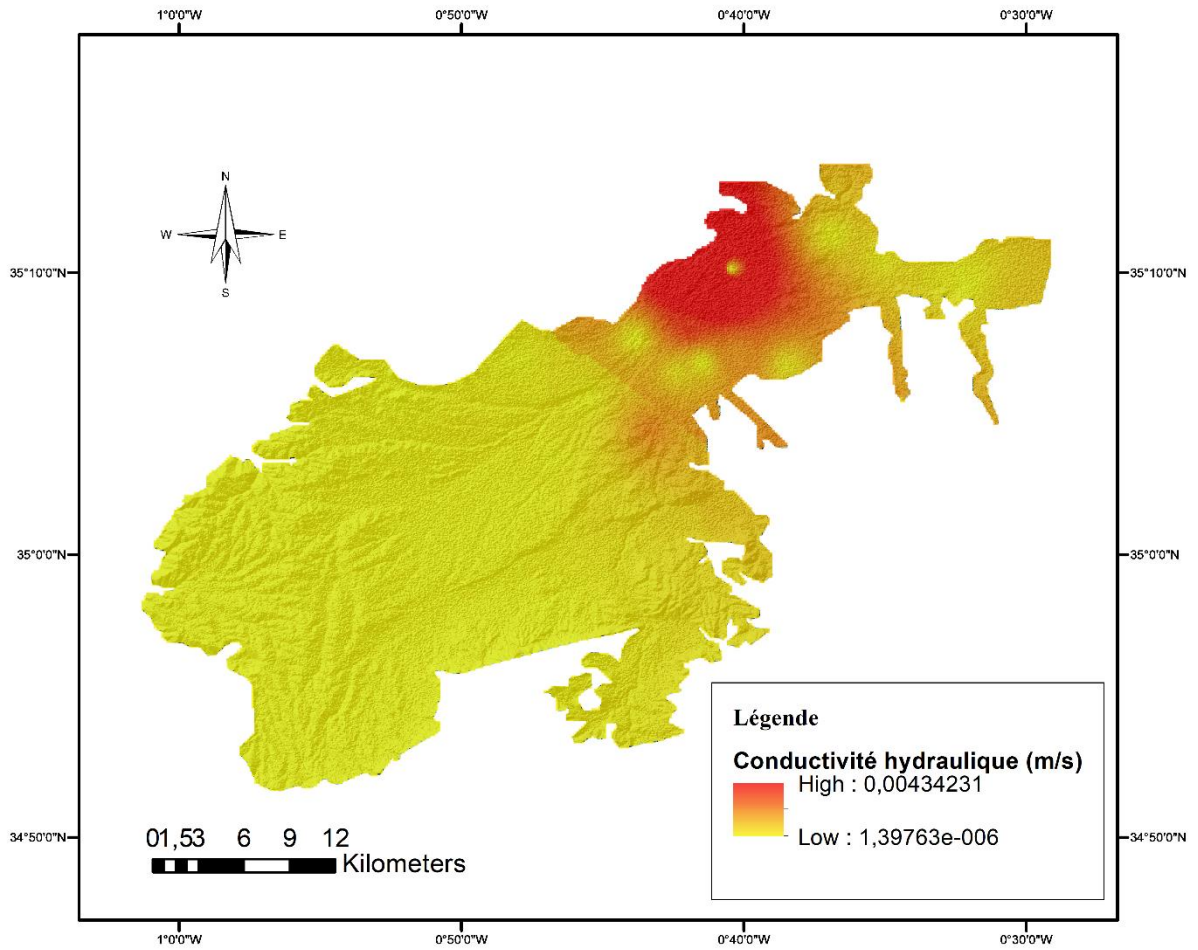 1°0'0"W 0°50'0"W 0°40'0"W 0°30'0"W
N
W E
S
35°10'0"N 35°10'0"N
35°0'0"N 35°0'0"N
Légende
Conductivité hydraulique (m/s)
High : 0,00434231
Low : 1,39763e-006
34°50'0"N 34°50'0"N
01,53 6 9 12
Kilometers
1°0'0"W 0°50'0"W 0°40'0"W 0°30'0"W